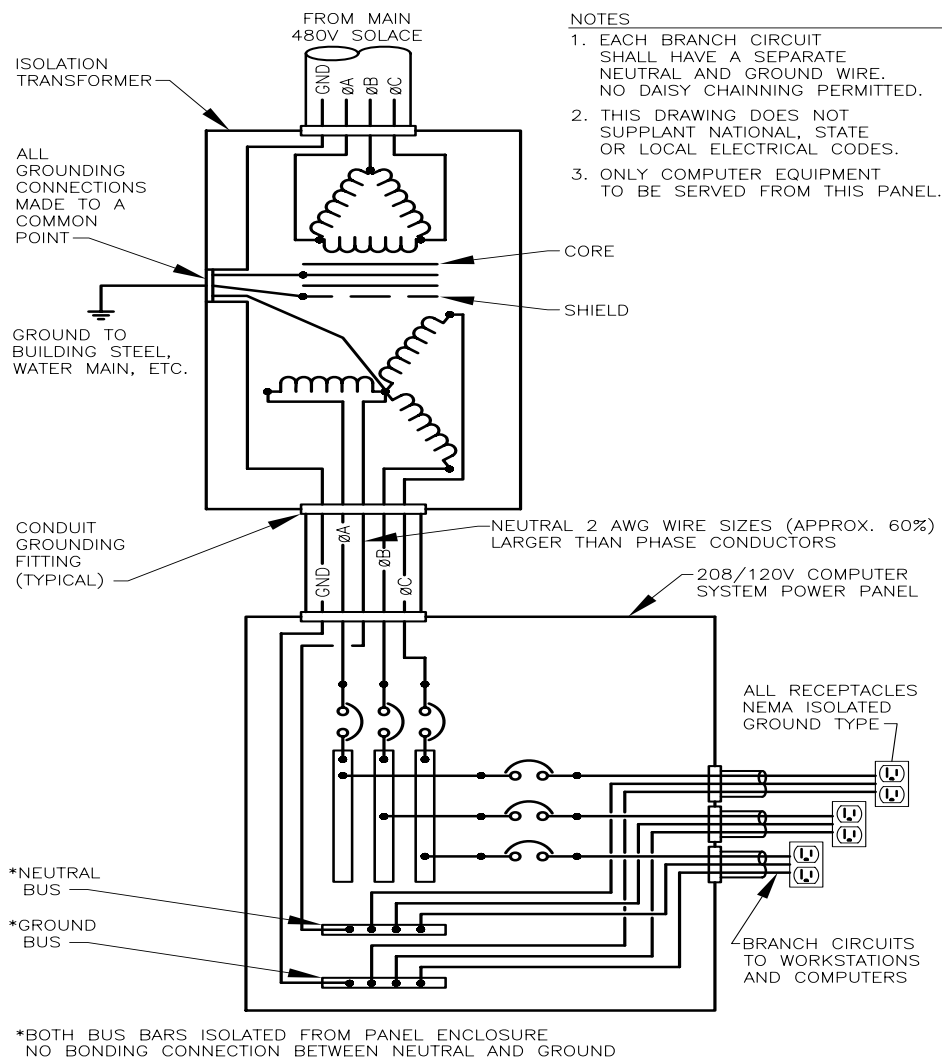 FROM MAIN
480V SOLACE
GND
ØA
ØB
ØC
ISOLATION
TRANSFORMER
NOTES
1. EACH BRANCH CIRCUIT
SHALL HAVE A SEPARATE
NEUTRAL AND GROUND WIRE.
NO DAISY CHAINNING PERMITTED.
2. THIS DRAWING DOES NOT
SUPPLANT NATIONAL, STATE
OR LOCAL ELECTRICAL CODES.
3. ONLY COMPUTER EQUIPMENT
TO BE SERVED FROM THIS PANEL.
ALL
GROUNDING
CONNECTIONS
MADE TO A
COMMON
POINT
CORE
SHIELD
GROUND TO
BUILDING STEEL,
WATER MAIN, ETC.
CONDUIT
GROUNDING
FITTING
(TYPICAL)
GND
ØA
ØB
ØC
NEUTRAL 2 AWG WIRE SIZES (APPROX. 60%)
LARGER THAN PHASE CONDUCTORS
208/120V COMPUTER
SYSTEM POWER PANEL
ALL RECEPTACLES
NEMA ISOLATED
GROUND TYPE
*NEUTRAL
BUS
*GROUND
BUS
BRANCH CIRCUITS
TO WORKSTATIONS
AND COMPUTERS
*BOTH BUS BARS ISOLATED FROM PANEL ENCLOSURE
NO BONDING CONNECTION BETWEEN NEUTRAL AND GROUND